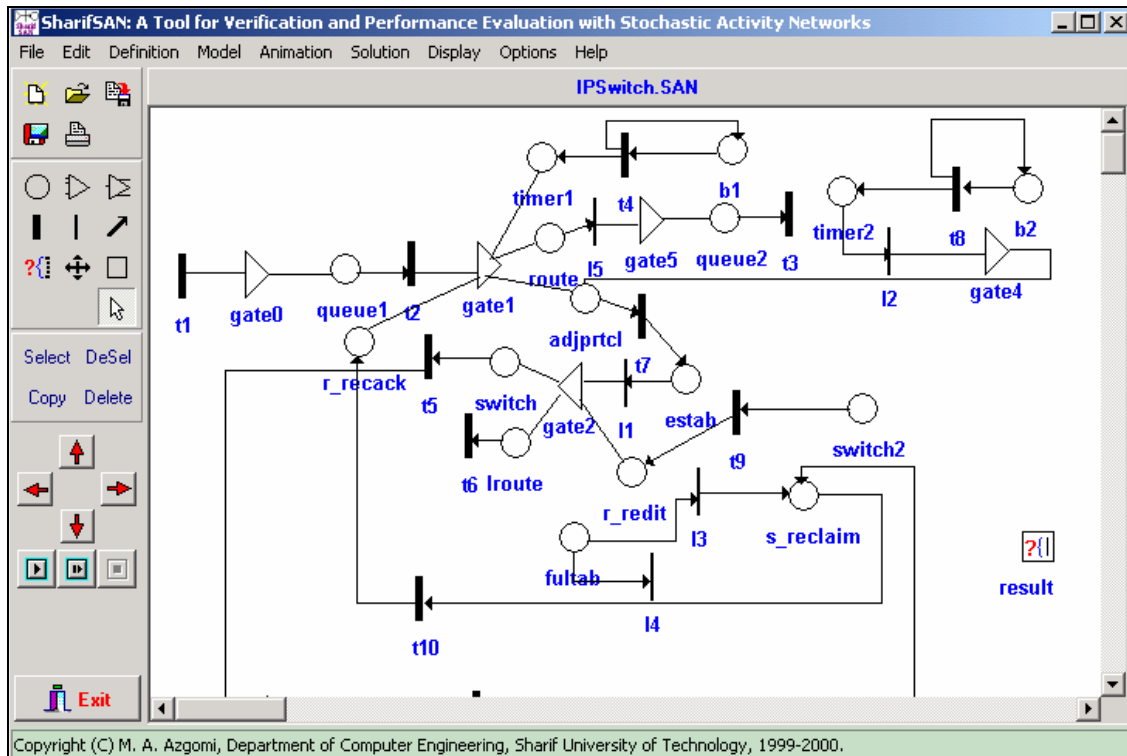 SharifSAN: A Tool for Verification and Performance Evaluation with Stochastic Activity Networks
File Edit Definition Model Animation Solution Display Options Help
IPSwitch.SAN
timer1
t4
b1
t8
b2
timer2
route
l5
gate5
queue2
t3
l2
gate4
t1
gate0
queue1
t2
gate1
adjprtcl
t7
r_recack
t5
switch
gate2
l1
estab
t9
switch2
t6
lroute
r_redit
l3
s_reclaim
fultab
l4
t10
?{|
result
?{
Select DeSel
Copy Delete
Exit
Copyright (C) M. A. Azgomi, Department of Computer Engineering, Sharif University of Technology, 1999-2000.